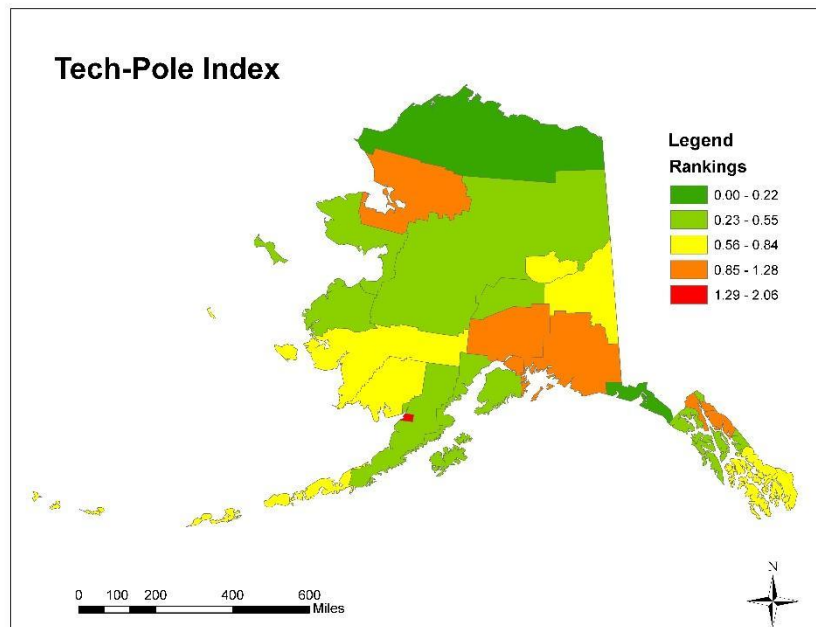 Tech-Pole Index
Legend
Rankings
0.00 - 0.22
0.23 - 0.55
0.56 - 0.84
0.85 - 1.28
1.29 - 2.06
N
0 100 200 400 600
Miles